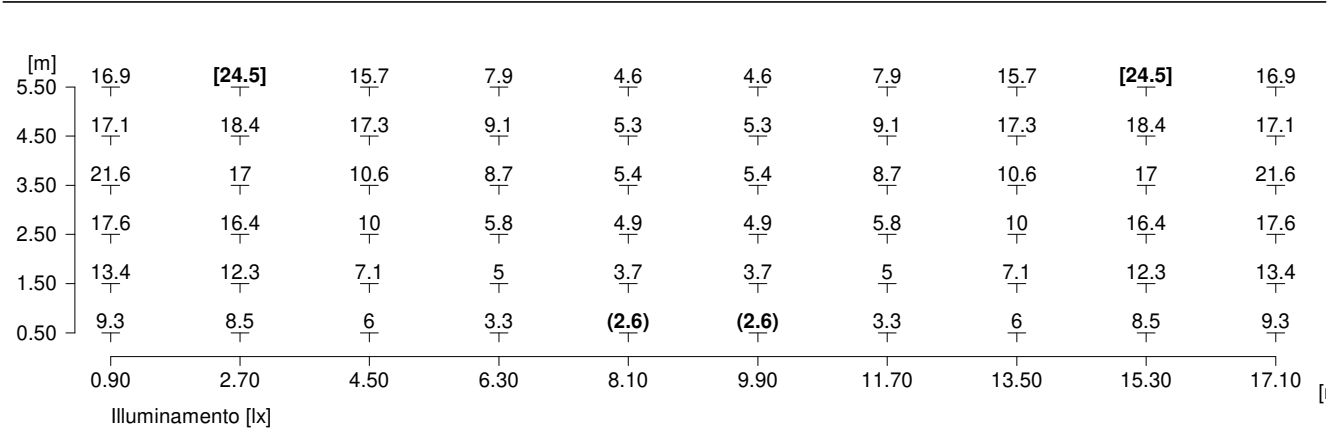 [m]
5.50 16.9 [24.5] 15.7 7.9 4.6 4.6 7.9 15.7 [24.5] 16.9
4.50 17.1 18.4 17.3 9.1 5.3 5.3 9.1 17.3 18.4 17.1
3.50 21.6 17 10.6 8.7 5.4 5.4 8.7 10.6 17 21.6
2.50 17.6 16.4 10 5.8 4.9 4.9 5.8 10 16.4 17.6
1.50 13.4 12.3 7.1 5 3.7 3.7 5 7.1 12.3 13.4
0.50 9.3 8.5 6 3.3 (2.6) (2.6) 3.3 6 8.5 9.3
0.90 2.70 4.50 6.30 8.10 9.90 11.70 13.50 15.30 17.10
Illuminamento [lx]